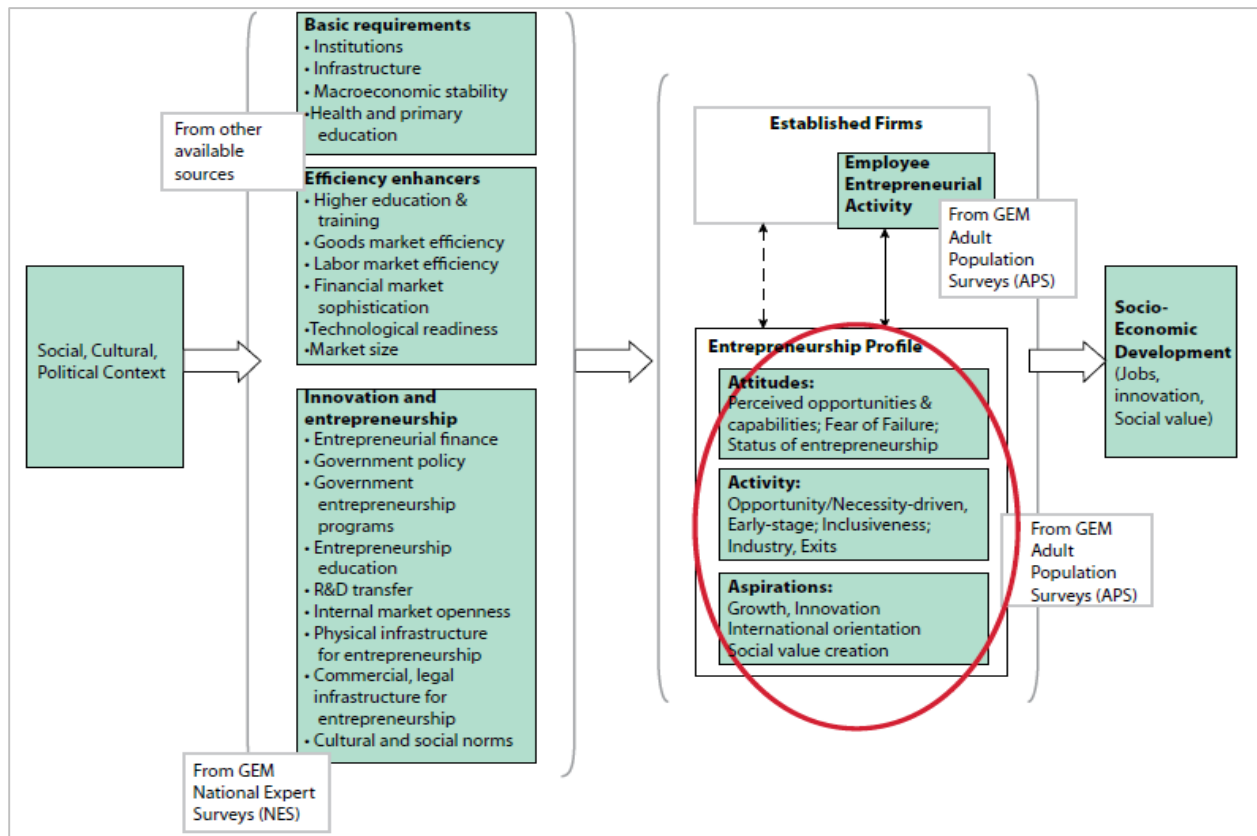 Social, Cultural,
Political Context
From other
available
sources
Basic requirements
• Institutions
• Infrastructure
• Macroeconomic stability
•Health and primary
education
Efficiency enhancers
• Higher education &
training
• Goods market efficiency
• Labor market efficiency
• Financial market
sophistication
•Technological readiness
•Market size
Innovation and
entrepreneurship
• Entrepreneurial finance
• Government policy
• Government
entrepreneurship
programs
• Entrepreneurship
education
• R&D transfer
• Internal market openness
• Physical infrastructure
for entrepreneurship
• Commercial, legal
infrastructure for
entrepreneurship
• Cultural and social norms
From GEM
National Expert
Surveys (NES)
Established Firms
Employee
Entrepreneurial
Activity
From GEM
Adult
Population
Surveys (APS)
Entrepreneurship Profile
Attitudes:
Perceived opportunities &
capabilities; Fear of Failure;
Status of entrepreneurship
Activity:
Opportunity/Necessity-driven,
Early-stage; Inclusiveness;
Industry, Exits
Aspirations:
Growth, Innovation
International orientation
Social value creation
From GEM
Adult
Population
Surveys (APS)
Socio-
Economic
Development
(Jobs,
innovation,
Social value)